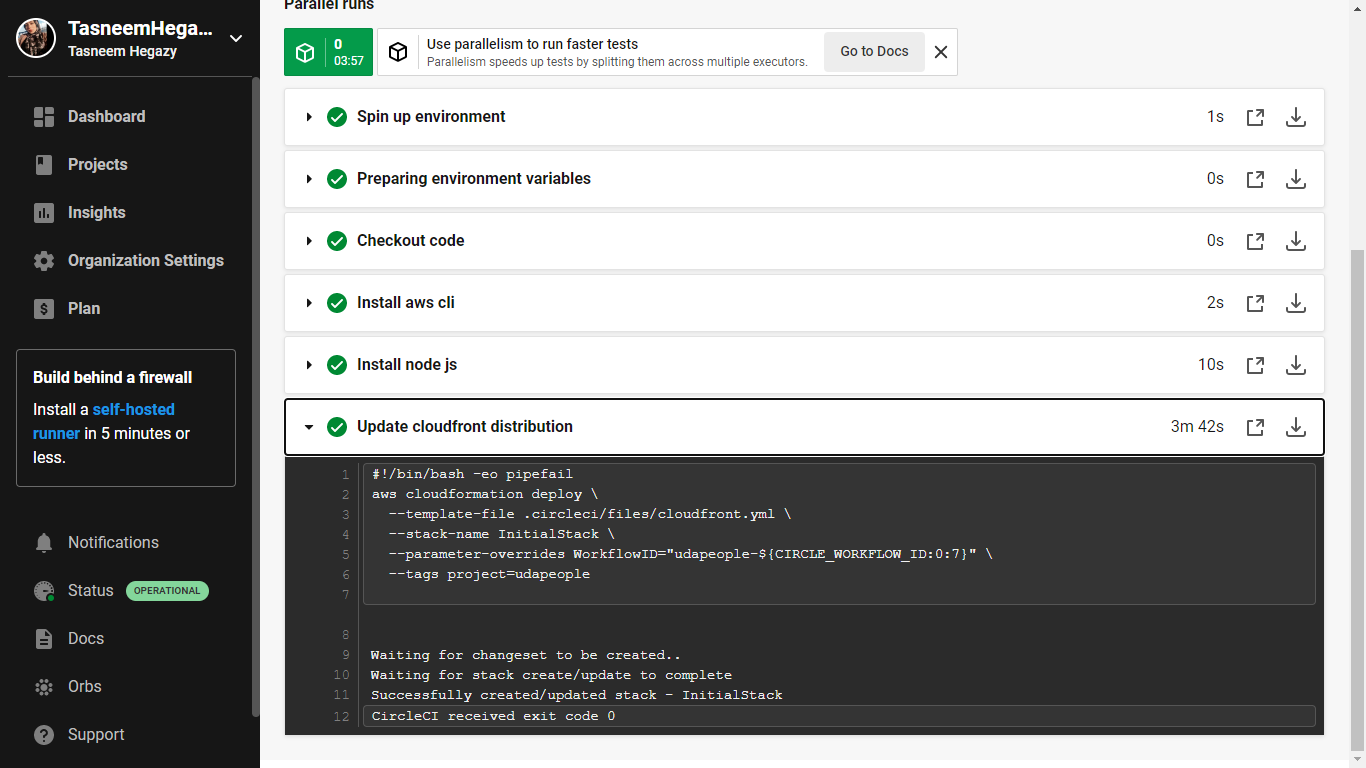 TasneemHega...
Tasneem Hegazy
Dashboard
Projects
Insights
Organization Settings
Plan
Build behind a firewall
Install a self-hosted
runner in 5 minutes or
less.
Notifications
Status OPERATIONAL
Docs
Orbs
Support
Parallel runs
0
03:57
Use parallelism to run faster tests
Parallelism speeds up tests by splitting them across multiple executors.
Go to Docs
Spin up environment 1s
Preparing environment variables 0s
Checkout code 0s
Install aws cli 2s
Install node js 10s
Update cloudfront distribution 3m 42s
1 #!/bin/bash -eo pipefail
2 aws cloudformation deploy \
3 --template-file .circleci/files/cloudfront.yml \
4 --stack-name InitialStack \
5 --parameter-overrides WorkflowID="udapeople-${CIRCLE_WORKFLOW_ID:0:7}" \
6 --tags project=udapeople
7
8
9 Waiting for changeset to be created..
10 Waiting for stack create/update to complete
11 Successfully created/updated stack - InitialStack
12 CircleCI received exit code 0